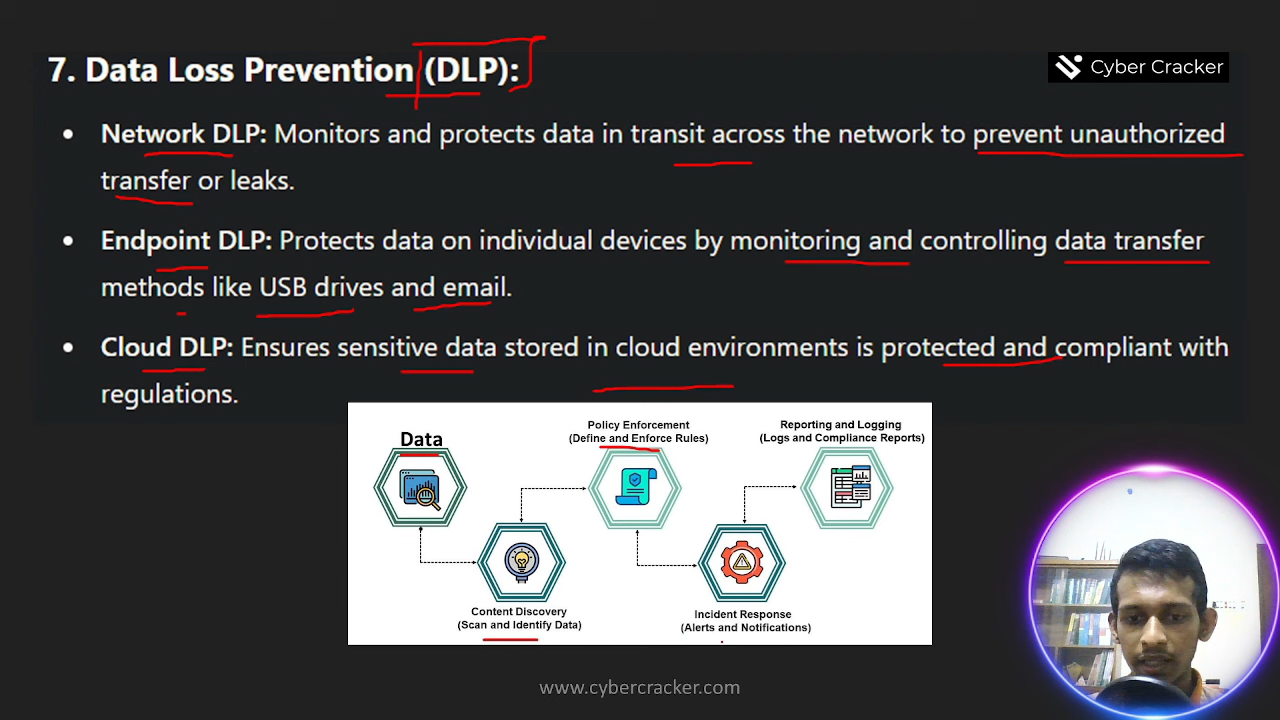 7. Data Loss Prevention (DLP):
Cyber Cracker
• Network DLP: Monitors and protects data in transit across the network to prevent unauthorized
transfer or leaks.
• Endpoint DLP: Protects data on individual devices by monitoring and controlling data transfer
methods like USB drives and email.
• Cloud DLP: Ensures sensitive data stored in cloud environments is protected and compliant with
regulations.
Data
Policy Enforcement
(Define and Enforce Rules)
Reporting and Logging
(Logs and Compliance Reports)
Content Discovery
(Scan and Identify Data)
Incident Response
(Alerts and Notifications)
www.cybercracker.com